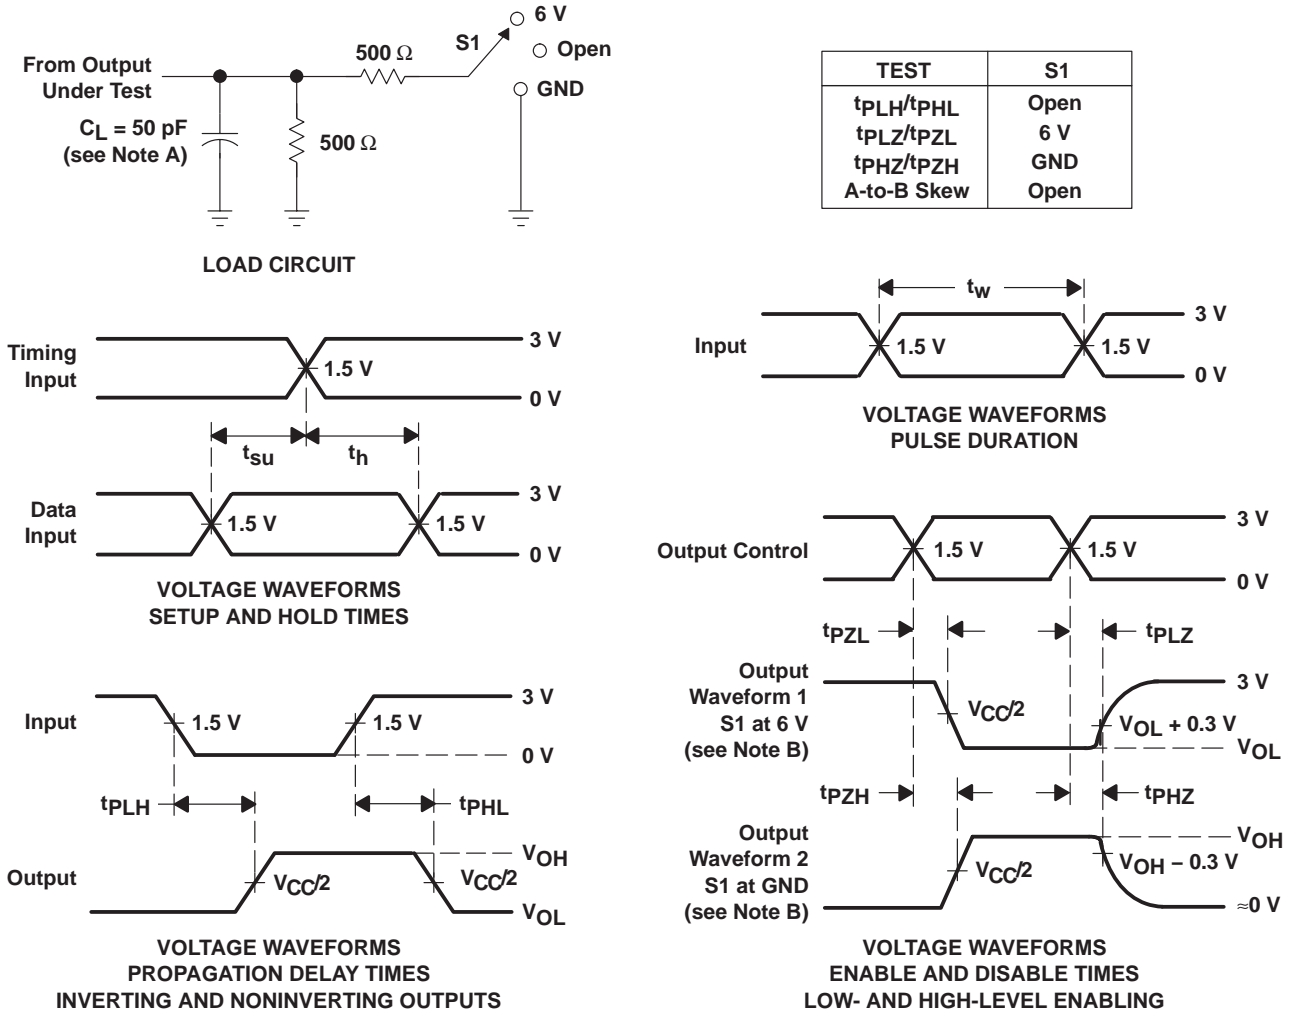 6 V
S1
Open
GND
500 Ω
From Output
Under Test
CL = 50 pF
(see Note A)
500 Ω
LOAD CIRCUIT
TEST S1
tPLH/tPHL Open
tPLZ/tPZL 6 V
tPHZ/tPZH GND
A-to-B Skew Open
tw
3 V
Input
1.5 V 1.5 V
0 V
VOLTAGE WAVEFORMS
PULSE DURATION
Timing
Input
3 V
1.5 V
0 V
tsu th
Data
Input
3 V
1.5 V 1.5 V
0 V
VOLTAGE WAVEFORMS
SETUP AND HOLD TIMES
Input
3 V
1.5 V 1.5 V
0 V
tPLH tPHL
Output
VOH
VCC/2 VCC/2
VOL
VOLTAGE WAVEFORMS
PROPAGATION DELAY TIMES
INVERTING AND NONINVERTING OUTPUTS
Output Control
3 V
1.5 V 1.5 V
0 V
tPZL tPLZ
Output
Waveform 1
S1 at 6 V
(see Note B)
3 V
VCC/2
VOL + 0.3 V
VOL
tPZH tPHZ
Output
Waveform 2
S1 at GND
(see Note B)
VOH
VCC/2
VOH − 0.3 V
≈0 V
VOLTAGE WAVEFORMS
ENABLE AND DISABLE TIMES
LOW- AND HIGH-LEVEL ENABLING